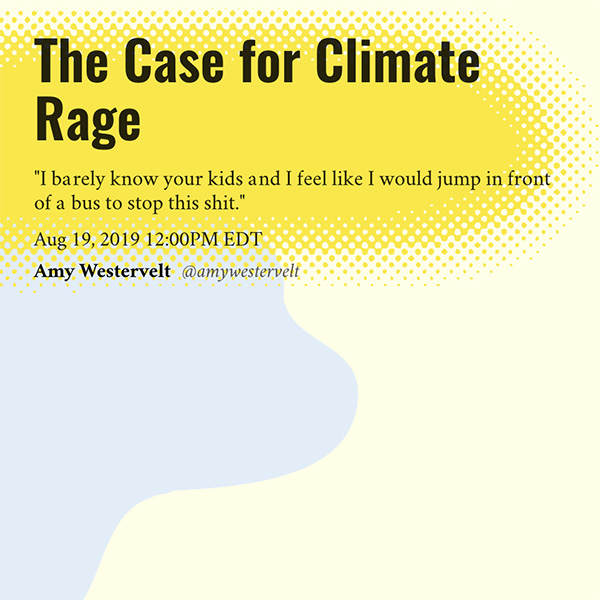 The Case for Climate
Rage
"I barely know your kids and I feel like I would jump in front
of a bus to stop this shit."
Aug 19, 2019 12:00PM EDT
Amy Westervelt @amywestervelt